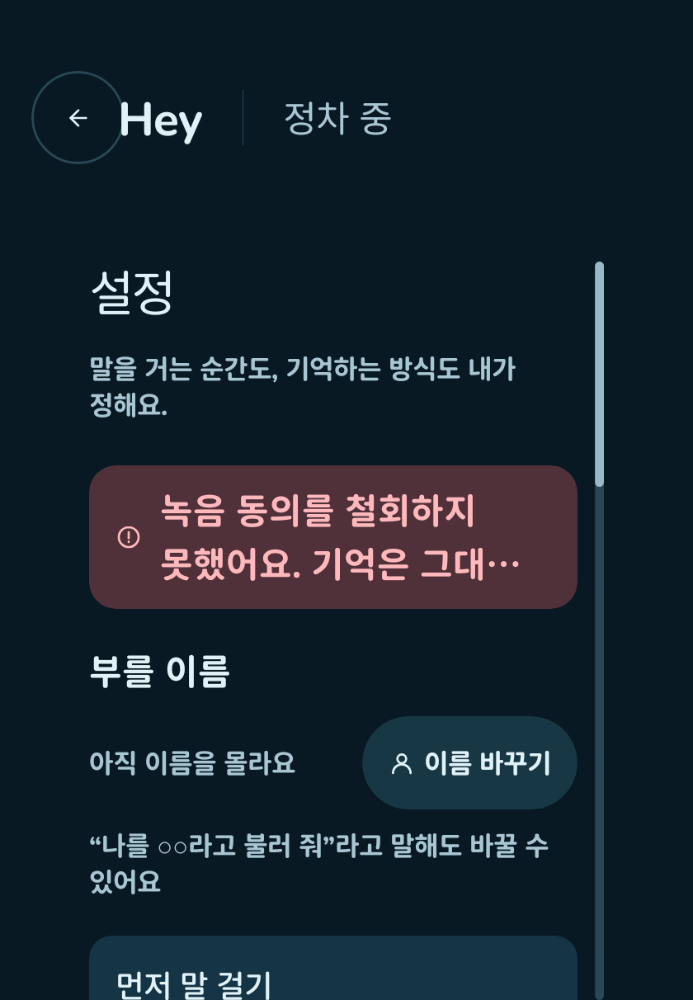 Hey
정차 중
설정
말을 거는 순간도, 기억하는 방식도 내가
정해요.
녹음 동의를 철회하지
못했어요. 기억은 그대…
부를 이름
아직 이름을 몰라요
이름 바꾸기
“나를 ○○라고 불러 줘”라고 말해도 바꿀 수
있어요
먼저 말 걸기